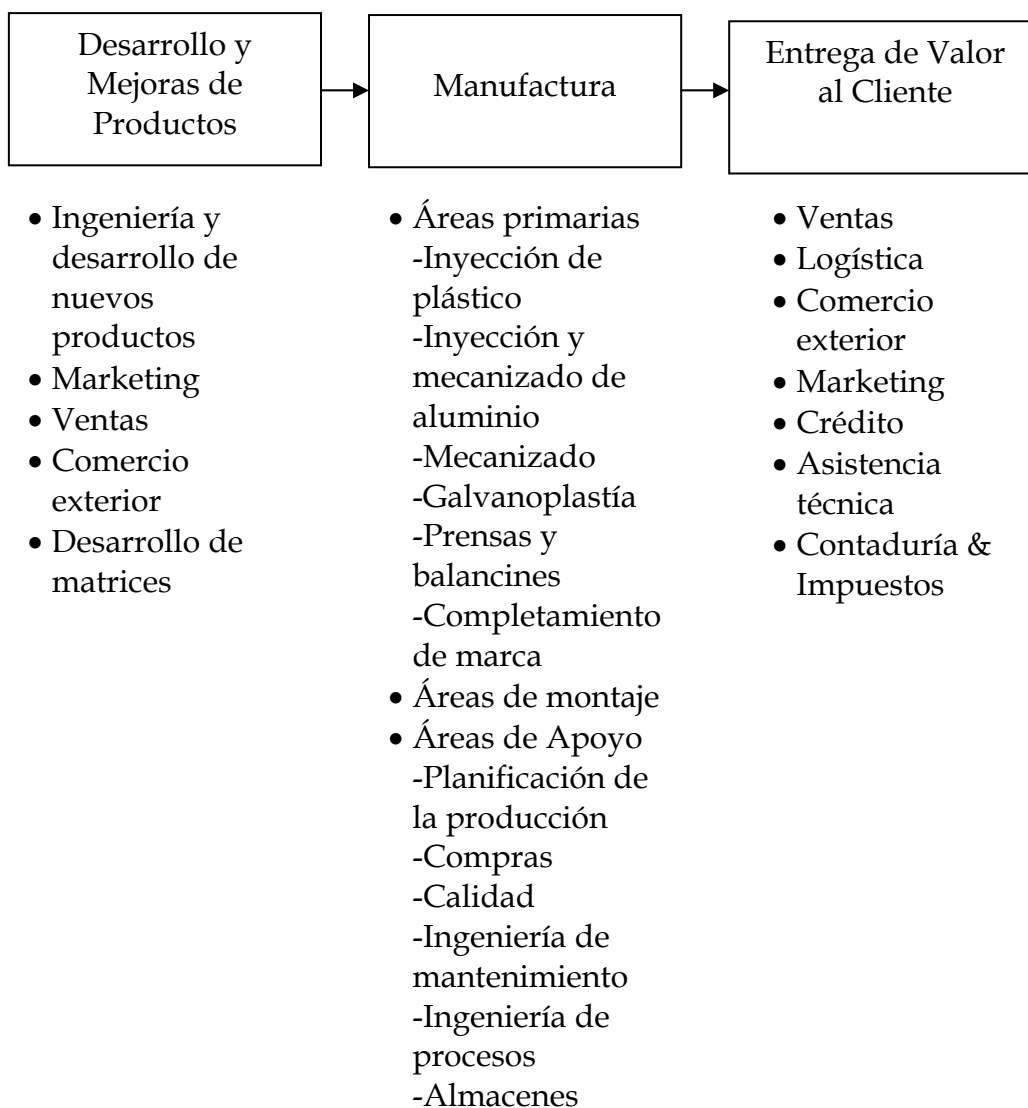 Desarrollo y
Mejoras de
Productos
Manufactura
Entrega de Valor
al Cliente
• Ingeniería y
desarrollo de
nuevos
productos
• Marketing
• Ventas
• Comercio
exterior
• Desarrollo de
matrices
• Áreas primarias
-Inyección de
plástico
-Inyección y
mecanizado de
aluminio
-Mecanizado
-Galvanoplastía
-Prensas y
balancines
-Completamiento
de marca
• Áreas de montaje
• Áreas de Apoyo
-Planificación de
la producción
-Compras
-Calidad
-Ingeniería de
mantenimiento
-Ingeniería de
procesos
-Almacenes
• Ventas
• Logística
• Comercio
exterior
• Marketing
• Crédito
• Asistencia
técnica
• Contaduría &
Impuestos